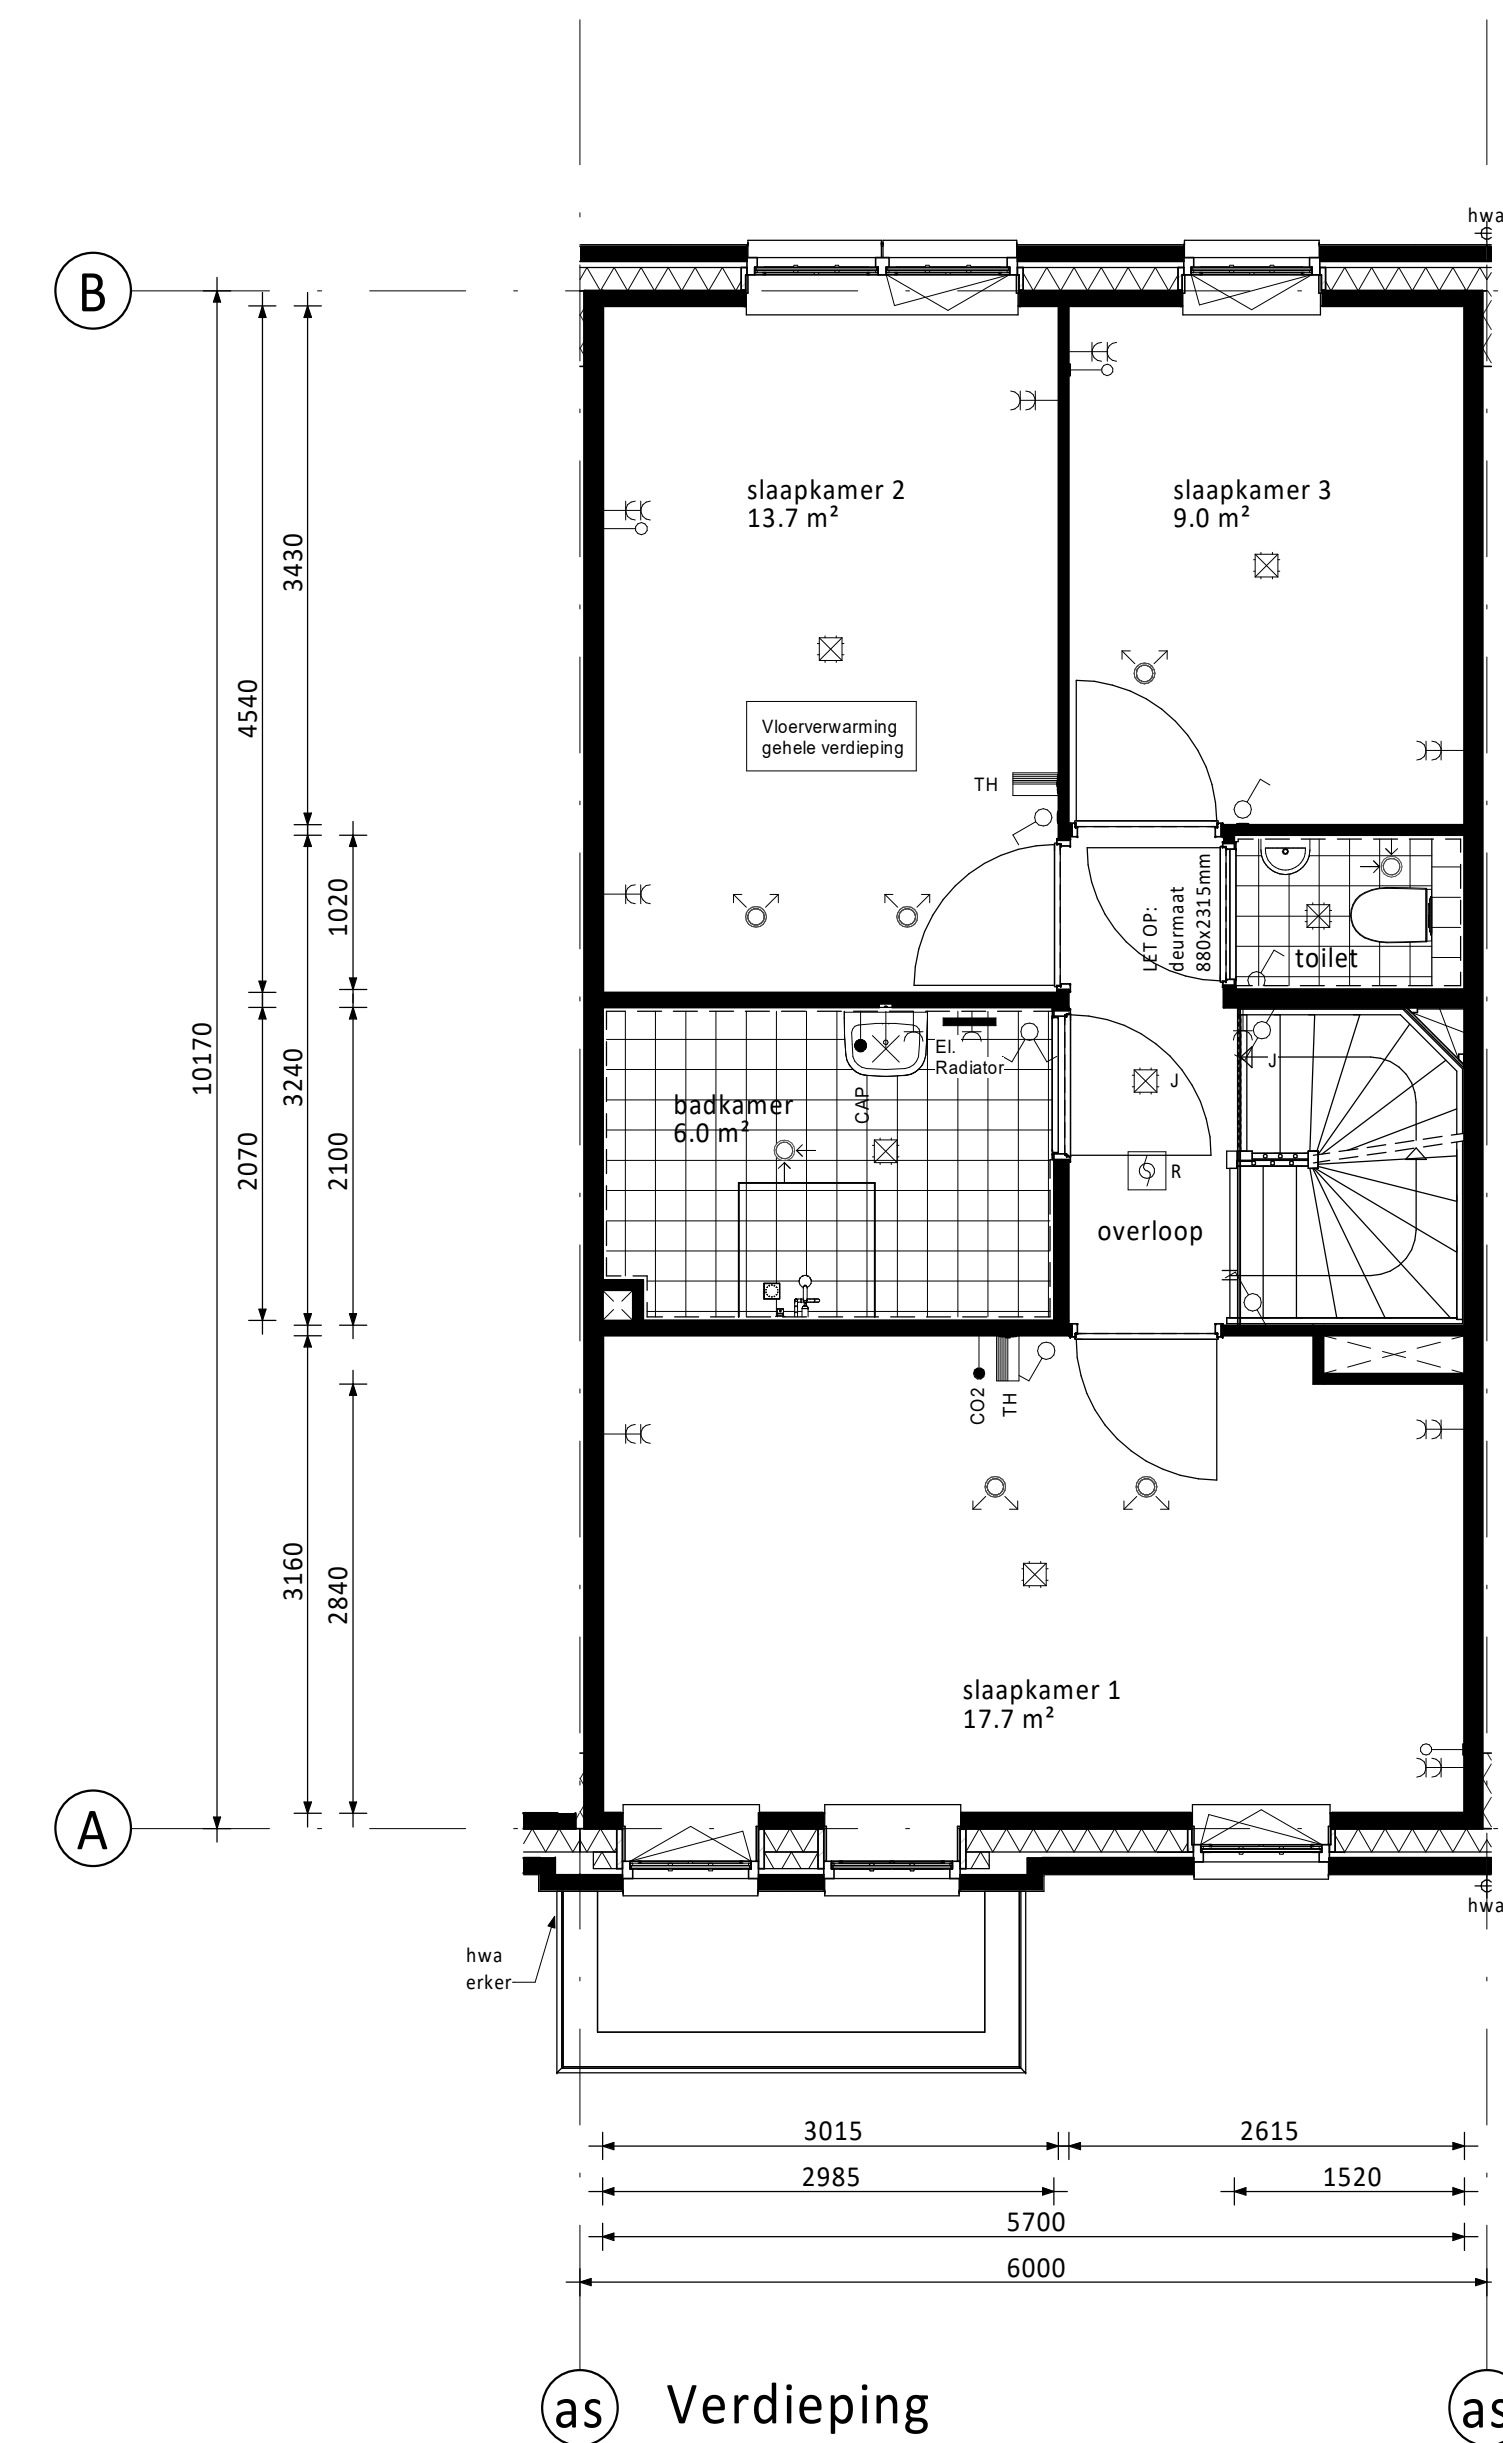 hwa
B
slaapkamer 2
13.7 m²
slaapkamer 3
9.0 m²
3430
4540
Vloerverwarming
gehele verdieping
TH
1020
LET OP:
deurmaat
880x2315mm
toilet
10170
3240
2070
2100
El.
Radiator
badkamer
6.0 m²
CAP
J
J
R
overloop
CO2
TH
3160
2840
slaapkamer 1
17.7 m²
A
hwa
hwa
erker
3015
2615
2985
1520
5700
6000
as
Verdieping
as